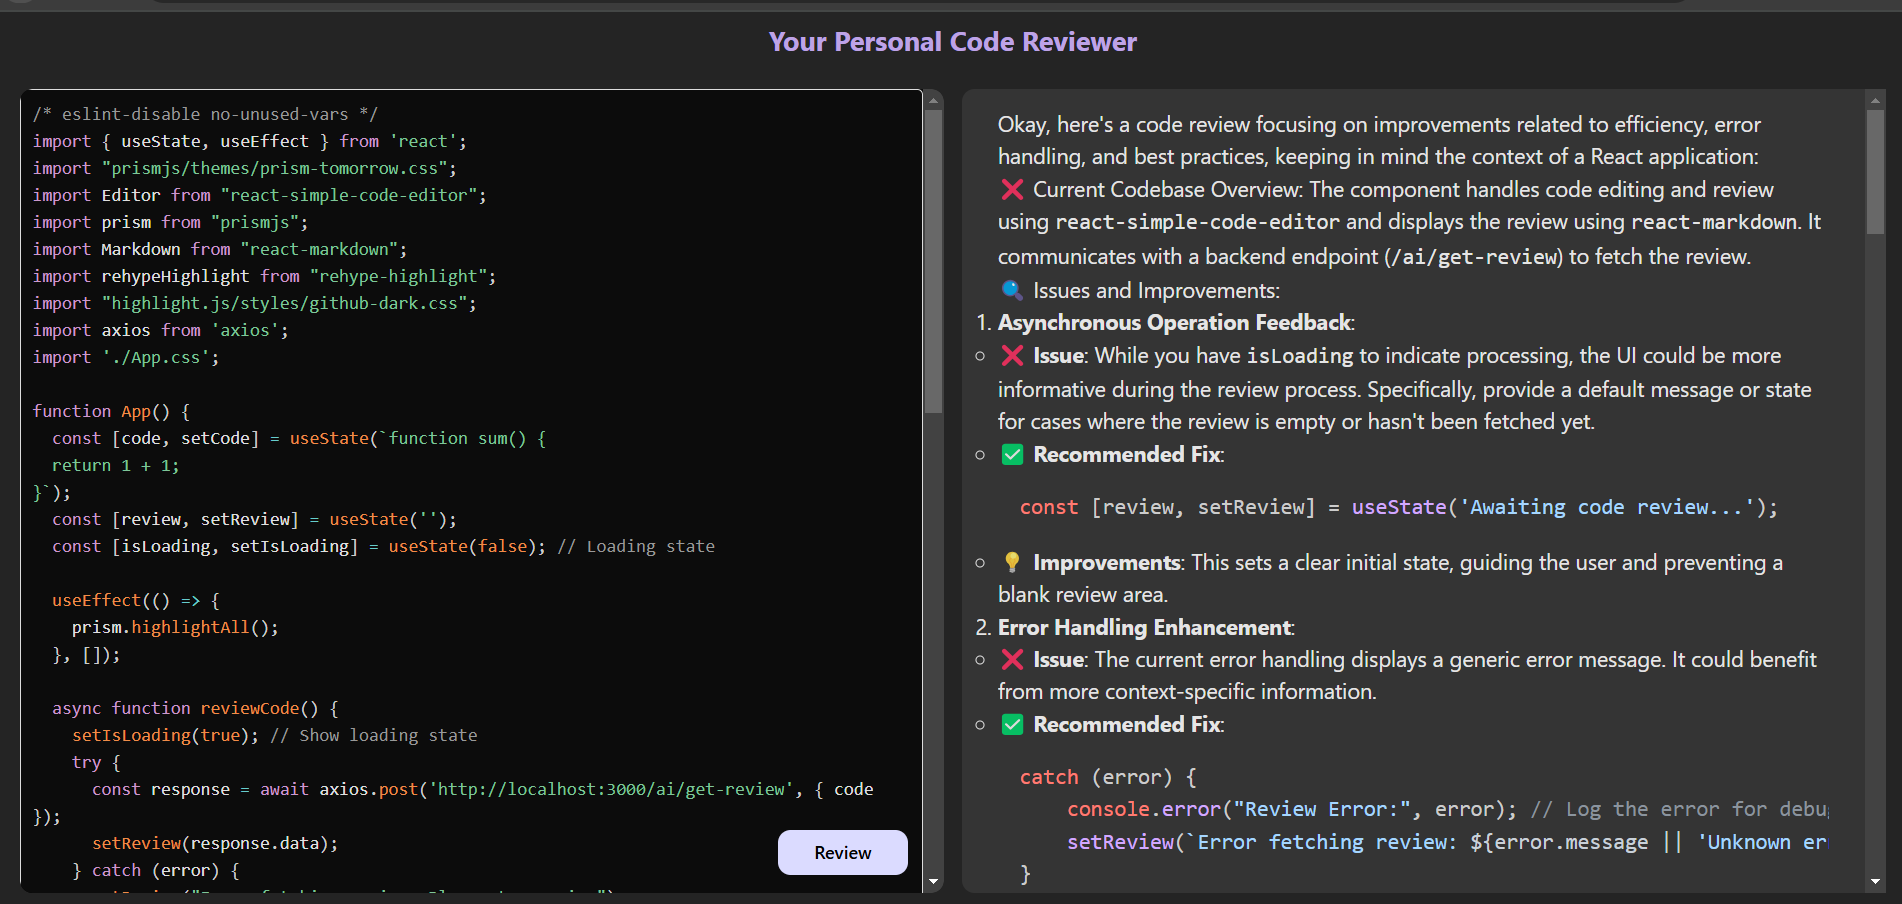 Your Personal Code Reviewer
/* eslint-disable no-unused-vars */
import { useState, useEffect } from 'react';
import "prismjs/themes/prism-tomorrow.css";
import Editor from "react-simple-code-editor";
import prism from "prismjs";
import Markdown from "react-markdown";
import rehypeHighlight from "rehype-highlight";
import "highlight.js/styles/github-dark.css";
import axios from 'axios';
import './App.css';
function App() {
const [code, setCode] = useState(`function sum() {
return 1 + 1;
}`);
const [review, setReview] = useState('');
const [isLoading, setIsLoading] = useState(false); // Loading state
useEffect(() => {
prism.highlightAll();
}, []);
async function reviewCode() {
setIsLoading(true); // Show loading state
try {
const response = await axios.post('http://localhost:3000/ai/get-review', { code
});
setReview(response.data);
} catch (error) {
Review
Okay, here's a code review focusing on improvements related to efficiency, error
handling, and best practices, keeping in mind the context of a React application:
❌ Current Codebase Overview: The component handles code editing and review
using react-simple-code-editor and displays the review using react-markdown. It
communicates with a backend endpoint (/ai/get-review) to fetch the review.
🔍 Issues and Improvements:
1. Asynchronous Operation Feedback:
○ ❌ Issue: While you have isLoading to indicate processing, the UI could be more
informative during the review process. Specifically, provide a default message or state
for cases where the review is empty or hasn't been fetched yet.
○ ✅ Recommended Fix:
const [review, setReview] = useState('Awaiting code review...');
○ 💡 Improvements: This sets a clear initial state, guiding the user and preventing a
blank review area.
2. Error Handling Enhancement:
○ ❌ Issue: The current error handling displays a generic error message. It could benefit
from more context-specific information.
○ ✅ Recommended Fix:
catch (error) {
console.error("Review Error:", error); // Log the error for debu
setReview(`Error fetching review: ${error.message || 'Unknown er
}